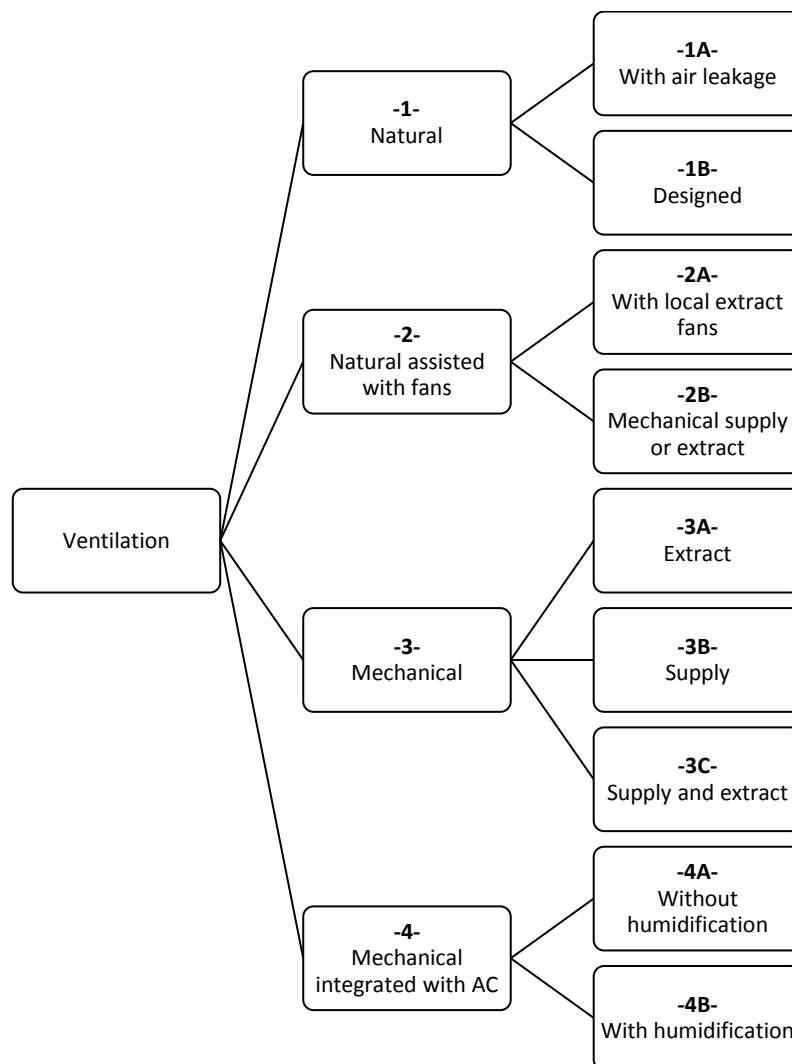 -1A-
With air leakage
-1-
Natural
-1B-
Designed
-2A-
With local extract
fans
-2-
Natural assisted
with fans
-2B-
Mechanical supply
or extract
Ventilation
-3A-
Extract
-3-
Mechanical
-3B-
Supply
-3C-
Supply and extract
-4A-
Without
humidification
-4-
Mechanical
integrated with AC
-4B-
With humidification